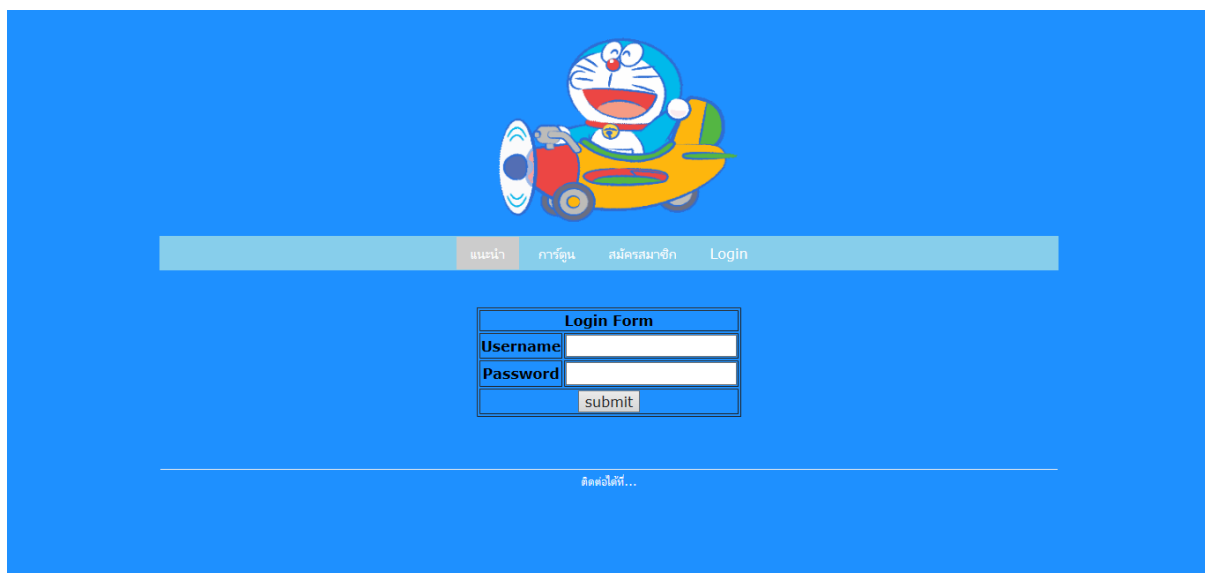 แนะนำ การ์ตูน สมัครสมาชิก Login
Login Form
Username
Password
submit
ติดต่อได้ที่...